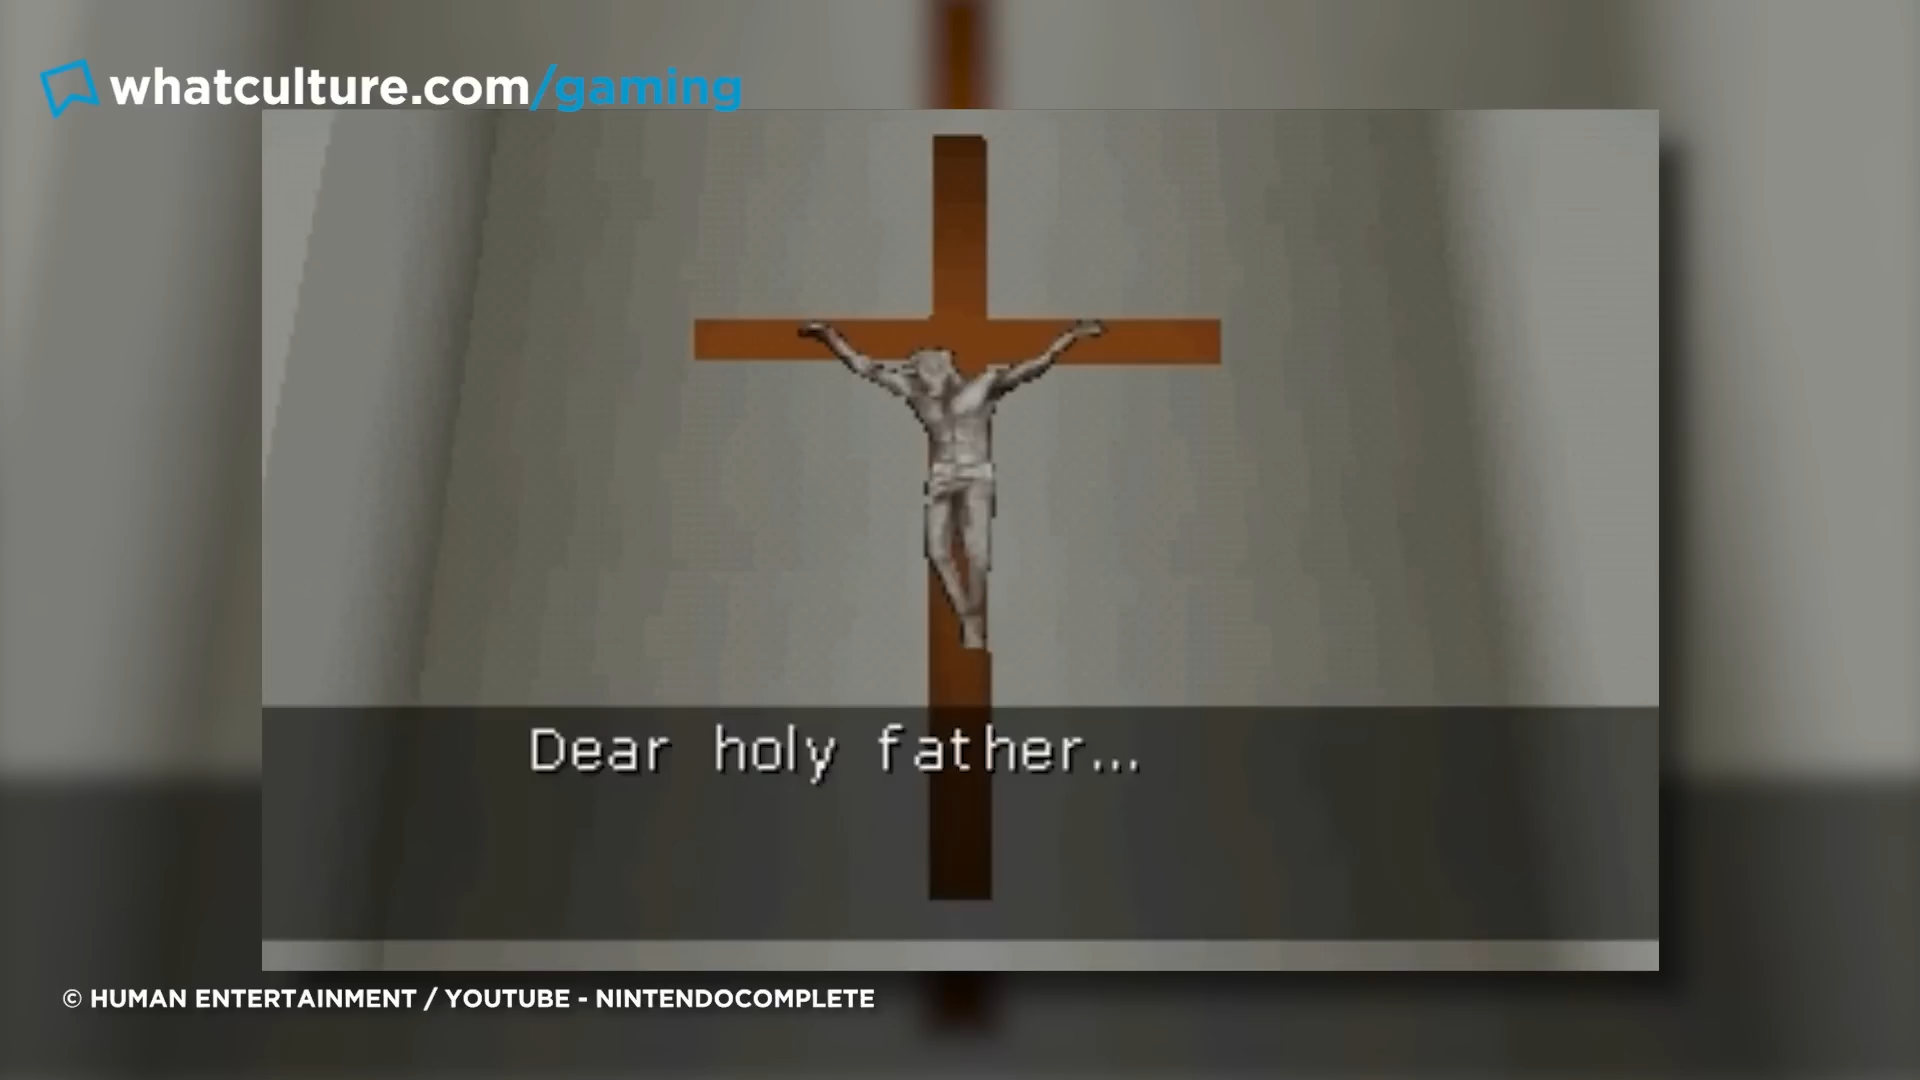 whatculture.com/gaming
Dear holy father...
© HUMAN ENTERTAINMENT / YOUTUBE - NINTENDOCOMPLETE